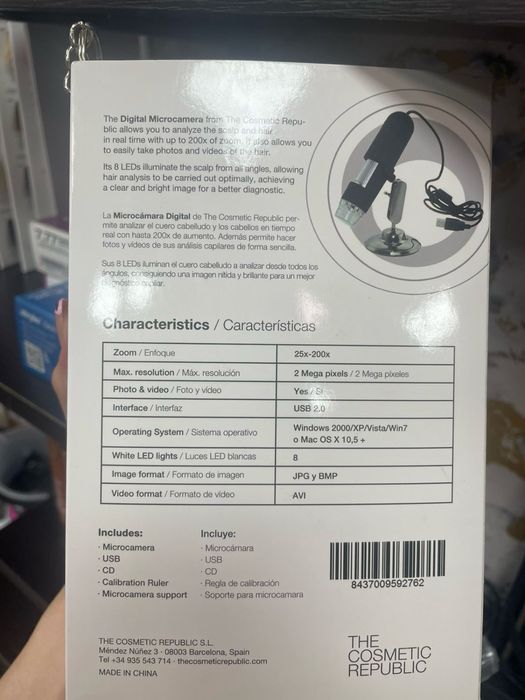 The Digital Microcamera from The Cosmetic Repu-
blic allows you to analyze the scalp and hair
in real time with up to 200x of zoom. It also allows you
to easily take photos and videos of the hair.
Its 8 LEDs illuminate the scalp from all angles, allowing
hair analysis to be carried out optimally, achieving
a clear and bright image for a better diagnostic.
La Microcámara Digital de The Cosmetic Republic per-
mite analizar el cuero cabelludo y los cabellos en tiempo
real con hasta 200x de aumento. Además permite hacer
fotos y vídeos de sus análisis capilares de forma sencilla.
Sus 8 LEDs iluminan el cuero cabelludo a analizar desde todos los
ángulos, consiguiendo una imagen nítida y brillante para un mejor
diagnóstico capilar.
Characteristics / Características
Zoom / Enfoque 25x-200x
Max. resolution / Máx. resolución 2 Mega pixels / 2 Mega píxeles
Photo & video / Foto y vídeo Yes / Sí
Interface / Interfaz USB 2.0
Operating System / Sistema operativo Windows 2000/XP/Vista/Win7
o Mac OS X 10,5 +
White LED lights / Luces LED blancas 8
Image format / Formato de imagen JPG y BMP
Video format / Formato de vídeo AVI
Includes:
· Microcamera
· USB
· CD
· Calibration Ruler
· Microcamera support
Incluye:
· Microcámara
· USB
· CD
· Regla de calibración
· Soporte para microcamara
8437009592762
THE COSMETIC REPUBLIC S.L.
Méndez Núñez 3 · 08003 Barcelona, Spain
Tel +34 935 543 714 · thecosmeticrepublic.com
MADE IN CHINA
THE
COSMETIC
REPUBLIC